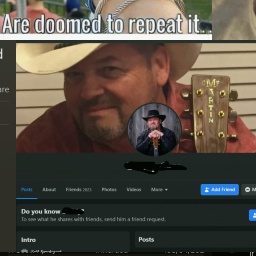 Are doomed to repeat it.
MARTIN
Posts About Friends Photos Videos More
Add Friend
Do you know
To see what he shares with friends, send him a friend request.
Intro
Posts